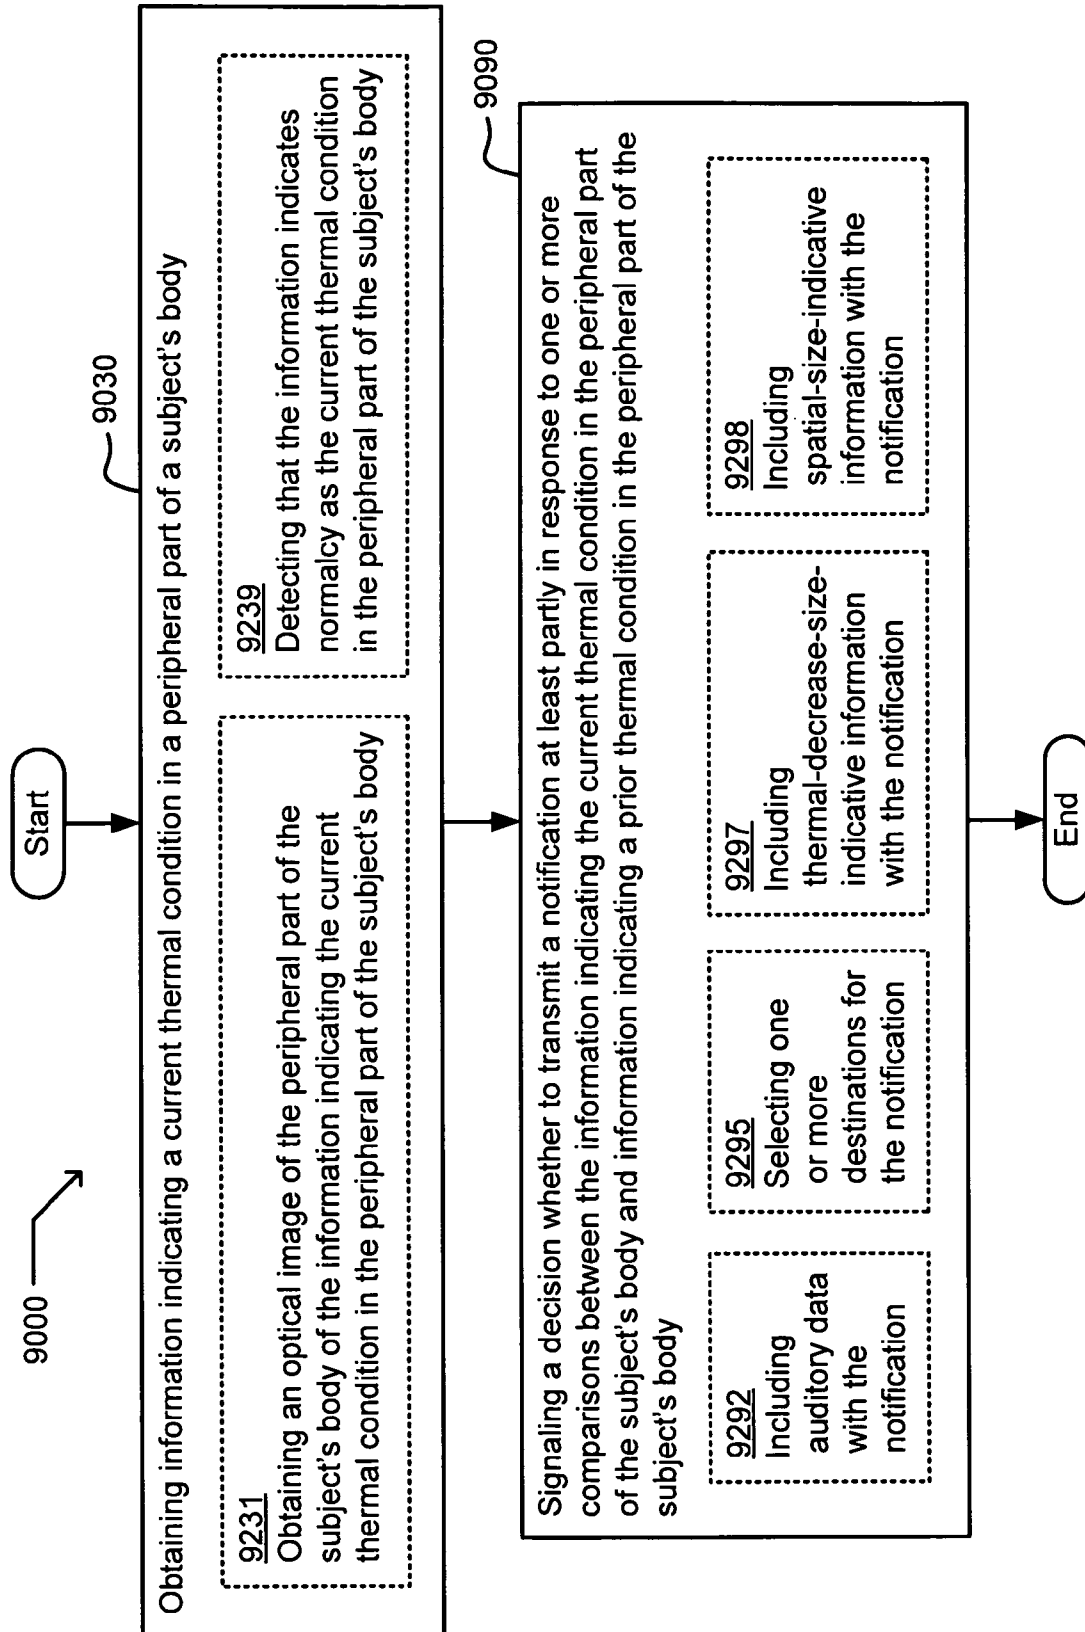 9000
Start
9030
Obtaining information indicating a current thermal condition in a peripheral part of a subject's body
9231
Obtaining an optical image of the peripheral part of the
subject's body of the information indicating the current
thermal condition in the peripheral part of the subject's body
9239
Detecting that the information indicates
normalcy as the current thermal condition
in the peripheral part of the subject's body
9090
Signaling a decision whether to transmit a notification at least partly in response to one or more
comparisons between the information indicating the current thermal condition in the peripheral part
of the subject's body and information indicating a prior thermal condition in the peripheral part of the
subject's body
9292
Including
auditory data
with the
notification
9295
Selecting one
or more
destinations for
the notification
9297
Including
thermal-decrease-size-
indicative information
with the notification
9298
Including
spatial-size-indicative
information with the
notification
End